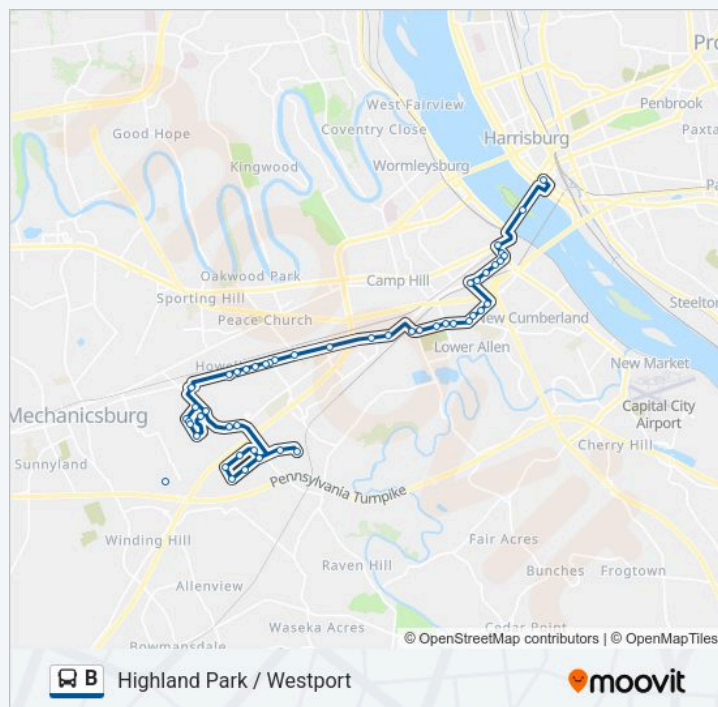 West Fairview
Pro
Penbrook
Good Hope
Coventry Close
Harrisburg
Paxta
Kingwood
Wormleysburg
Pa
Oakwood Park
Camp Hill
Sporting Hill
Steelton
Peace Church
New Cumberland
Lower Allen
Howell
New Market
Mechanicsburg
Capital City
Airport
Cherry Hill
Sunnyland
Pennsylvania Turnpike
Winding Hill
Fair Acres
Raven Hill
Bunches
Frogtown
Allenview
Waseka Acres
Cedar Point
Bowmansdale
© OpenStreetMap contributors | © OpenMapTiles
B Highland Park / Westport
moovit